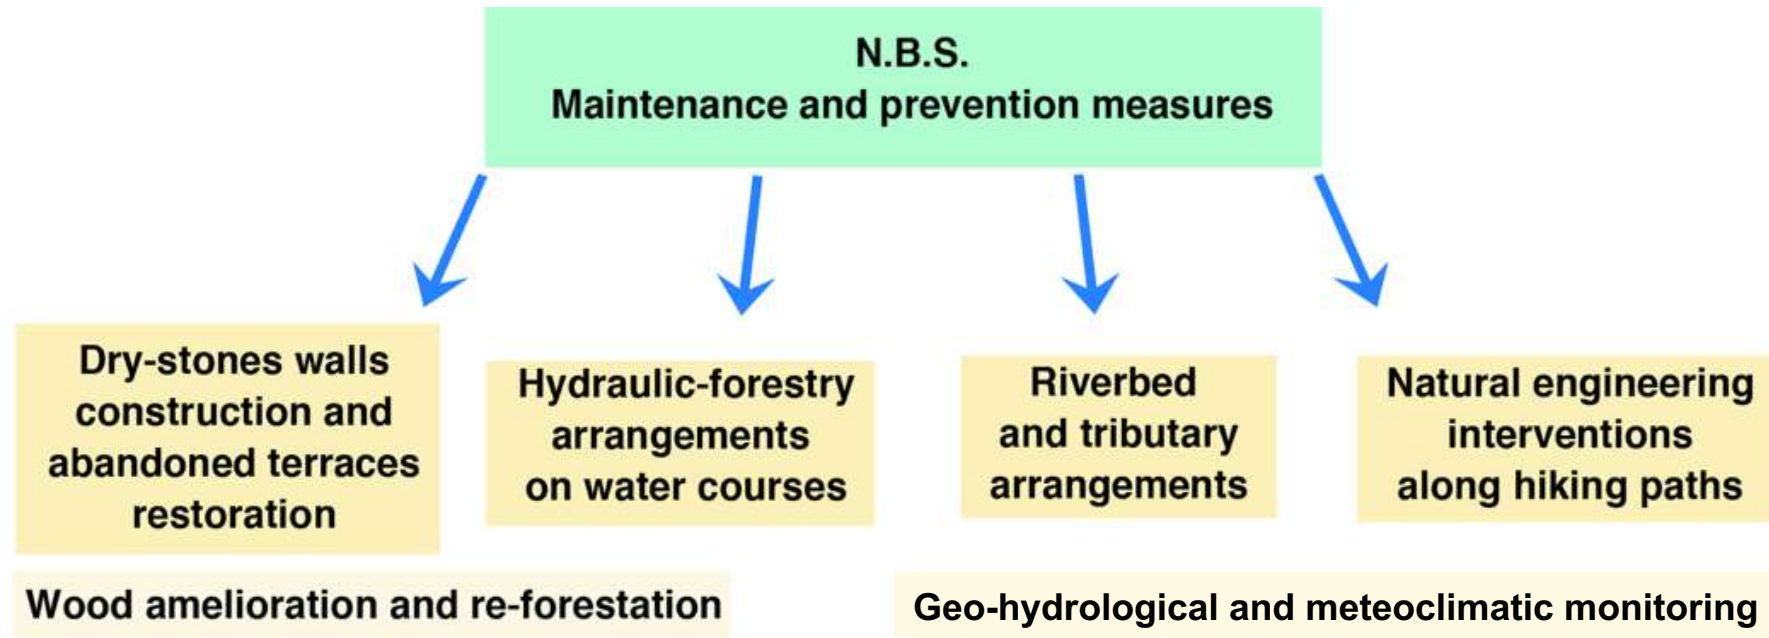 N.B.S.
Maintenance and prevention measures
Dry-stones walls
construction and
abandoned terraces
restoration
Hydraulic-forestry
arrangements
on water courses
Riverbed
and tributary
arrangements
Natural engineering
interventions
along hiking paths
Wood amelioration and re-forestation
Geo-hydrological and meteoclimatic monitoring